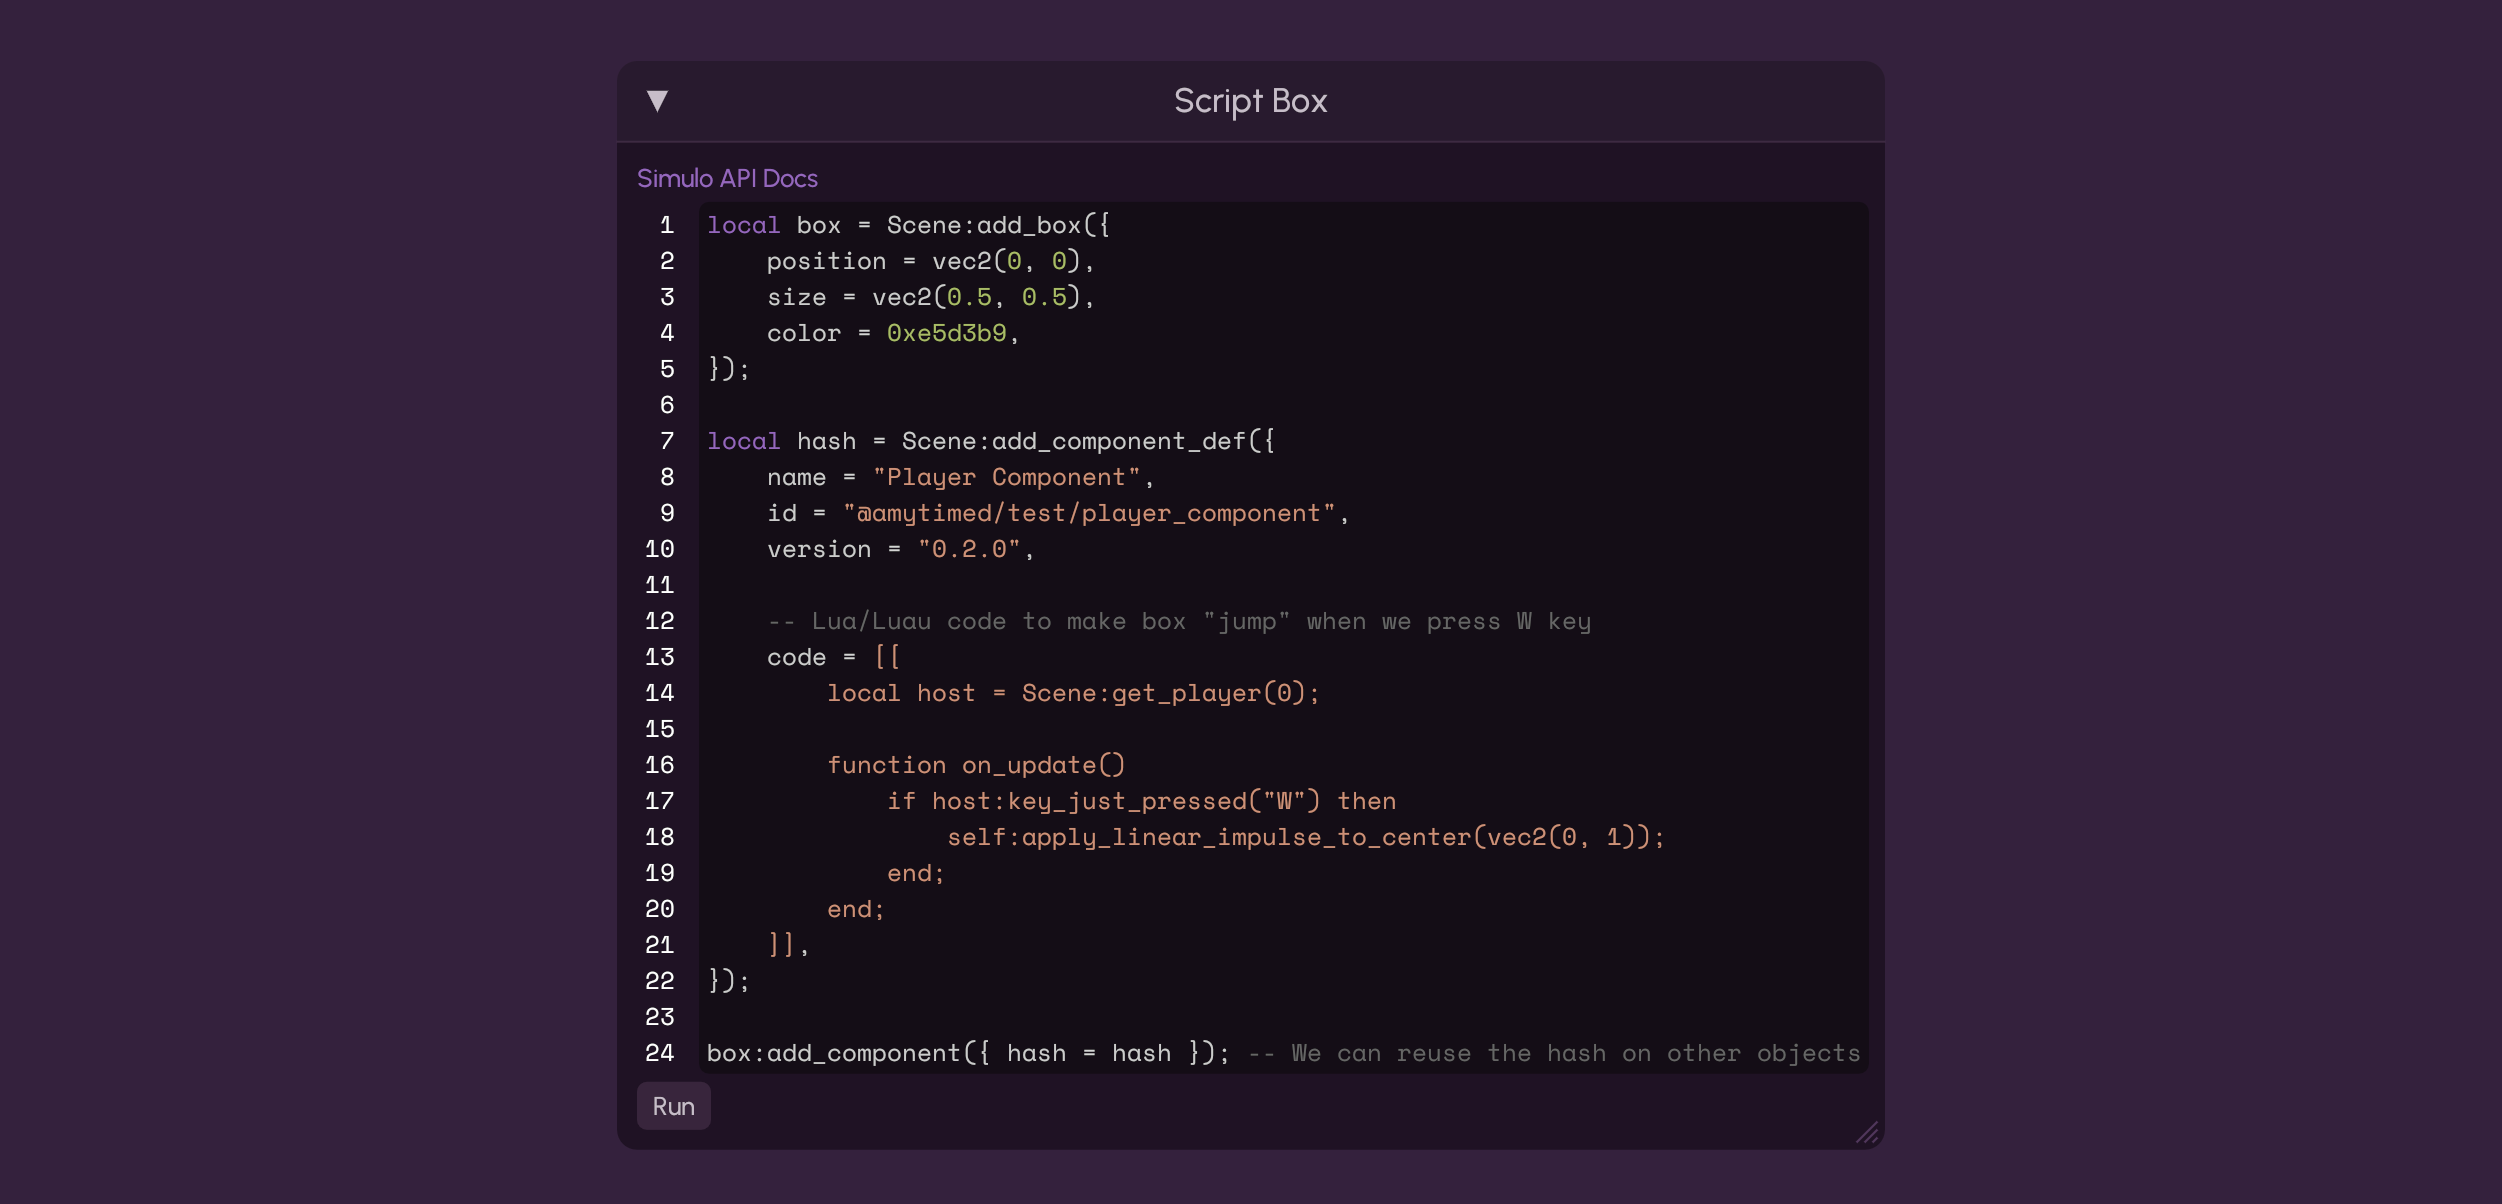 ▼ Script Box
Simulo API Docs
1 local box = Scene:add_box({
2     position = vec2(0, 0),
3     size = vec2(0.5, 0.5),
4     color = 0xe5d3b9,
5 });
6
7 local hash = Scene:add_component_def({
8     name = "Player Component",
9     id = "@amytimed/test/player_component",
10     version = "0.2.0",
11
12     -- Lua/Luau code to make box "jump" when we press W key
13     code = [[
14         local host = Scene:get_player(0);
15
16         function on_update()
17             if host:key_just_pressed("W") then
18                 self:apply_linear_impulse_to_center(vec2(0, 1));
19             end;
20         end;
21     ]],
22 });
23
24 box:add_component({ hash = hash }); -- We can reuse the hash on other objects
Run